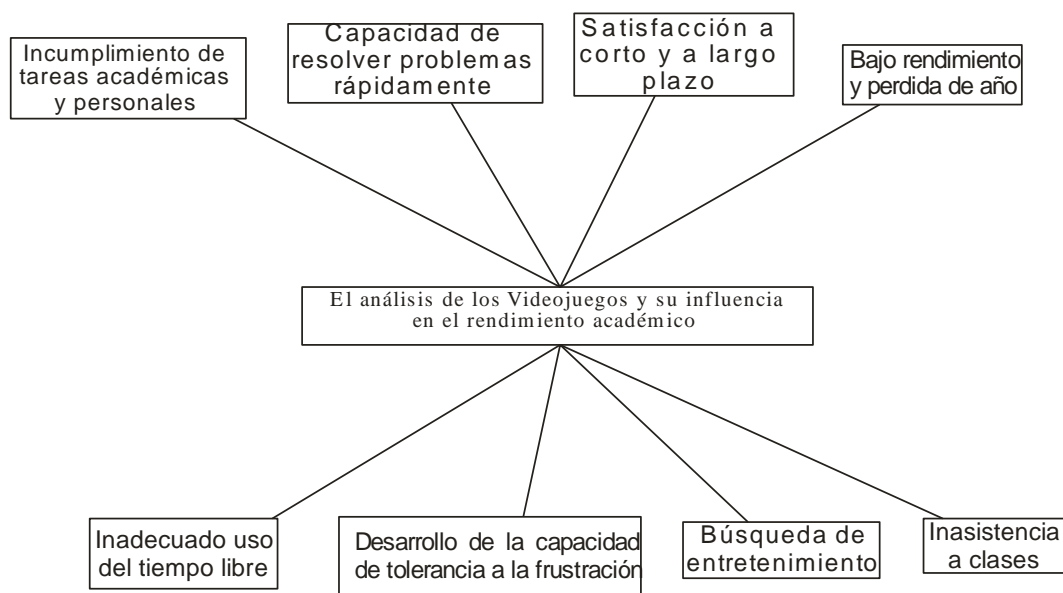 Incumplimiento de
tareas académicas
y personales
Capacidad de
resolver problemas
rápidamente
Satisfacción a
corto y a largo
plazo
Bajo rendimiento
y perdida de año
El análisis de los Videojuegos y su influencia
en el rendimiento académico
Inadecuado uso
del tiempo libre
Desarrollo de la capacidad
de tolerancia a la frustración
Búsqueda de
entretenimiento
Inasistencia
a clases